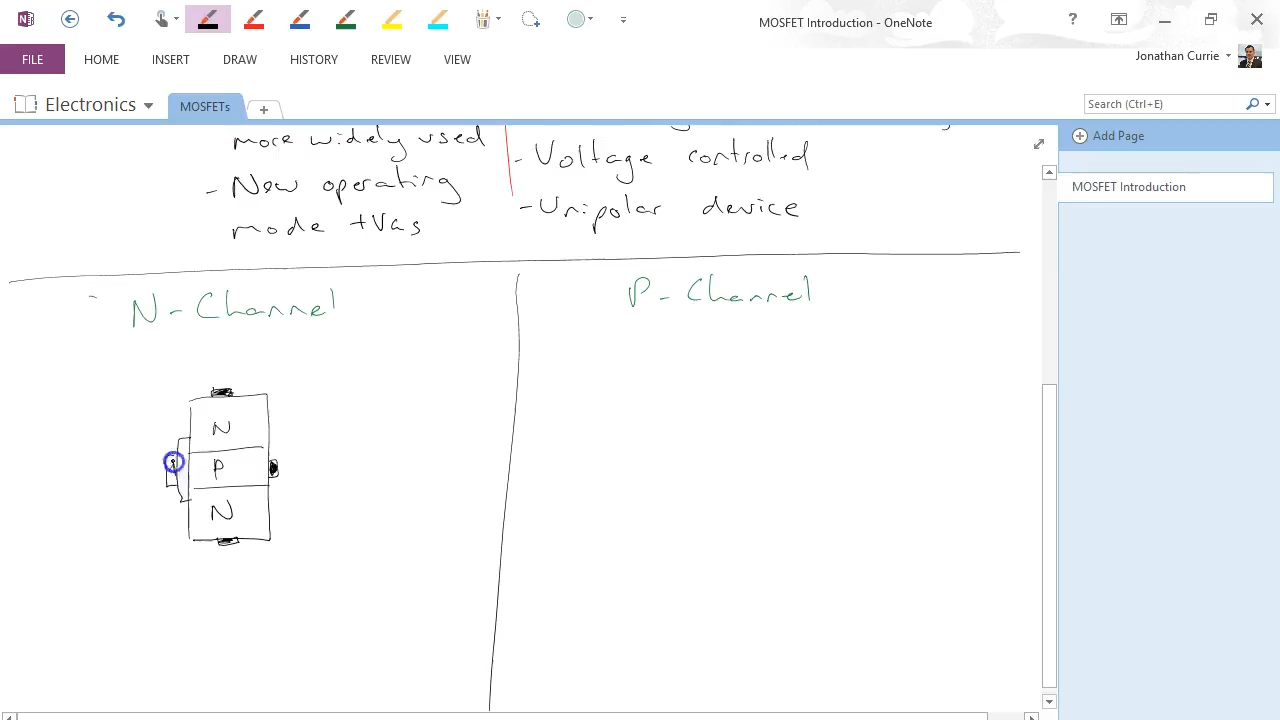 MOSFET Introduction - OneNote
?
Jonathan Currie
FILE HOME INSERT DRAW HISTORY REVIEW VIEW
Electronics
MOSFETs
+
Search (Ctrl+E)
Add Page
MOSFET Introduction
more widely used
- New operating
mode +VGS
- Voltage controlled
- Unipolar device
N - Channel
P - Channel
N
P
N